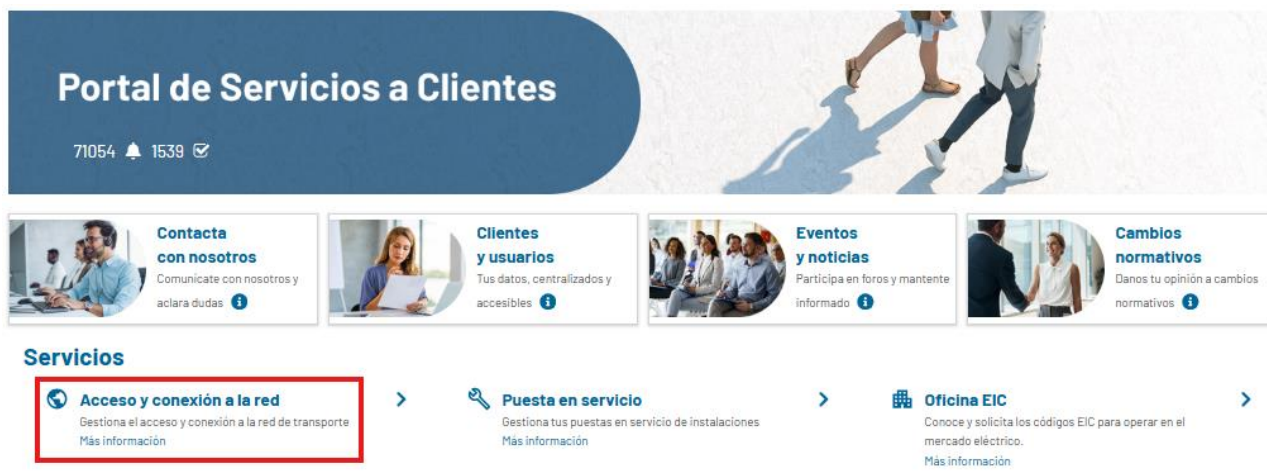 Portal de Servicios a Clientes
71054 1539
Contacta
con nosotros
Comunícate con nosotros y
aclara dudas
Clientes
y usuarios
Tus datos, centralizados y
accesibles
Eventos
y noticias
Participa en foros y mantente
informado
Cambios
normativos
Danos tu opinión a cambios
normativos
Servicios
Acceso y conexión a la red
Gestiona el acceso y conexión a la red de transporte
Más información
Puesta en servicio
Gestiona tus puestas en servicio de instalaciones
Más información
Oficina EIC
Conoce y solicita los códigos EIC para operar en el
mercado eléctrico.
Más información